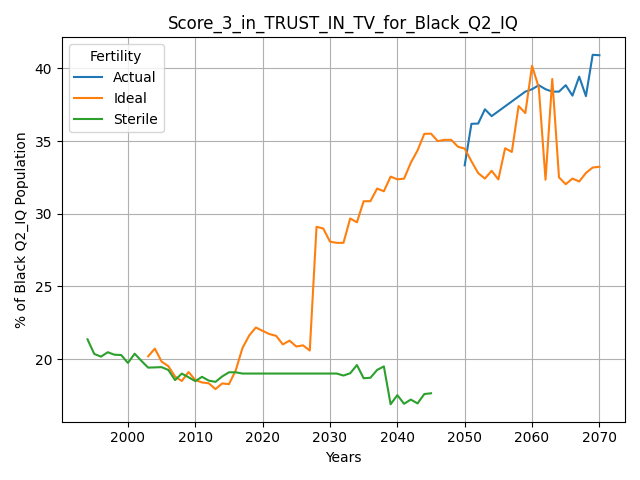 Score_3_in_TRUST_IN_TV_for_Black_Q2_IQ
Fertility
Actual
Ideal
Sterile
% of Black Q2_IQ Population
40
35
30
25
20
2000
2010
2020
2030
2040
2050
2060
2070
Years